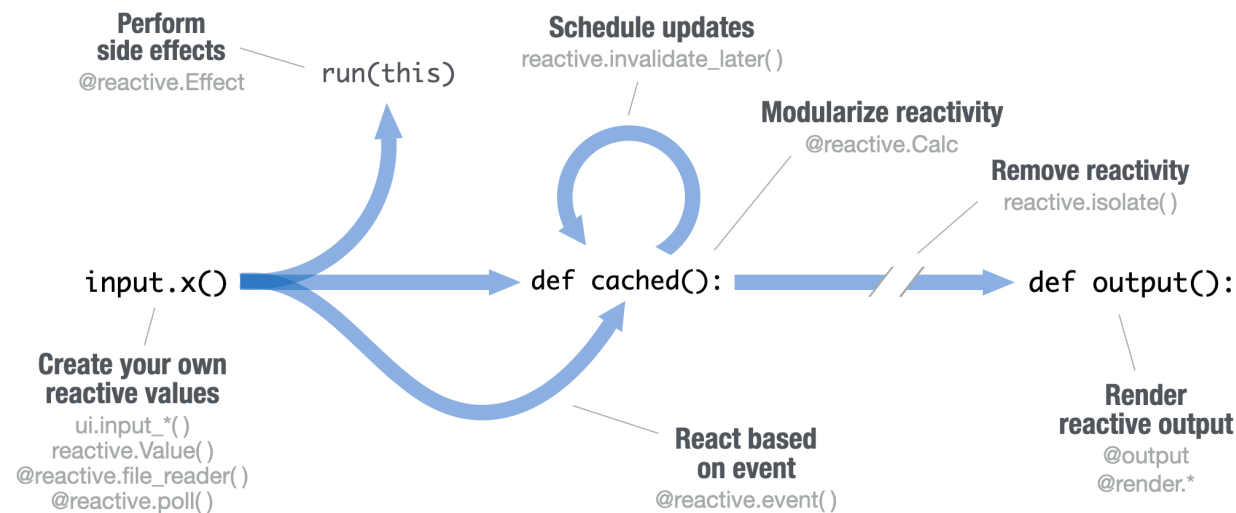 Perform
side effects
@reactive.Effect
run(this)
Schedule updates
reactive.invalidate_later()
Modularize reactivity
@reactive.Calc
Remove reactivity
reactive.isolate()
input.x()
def cached():
def output():
Create your own
reactive values
ui.input_*()
reactive.Value()
@reactive.file_reader()
@reactive.poll()
React based
on event
@reactive.event()
Render
reactive output
@output
@render.*